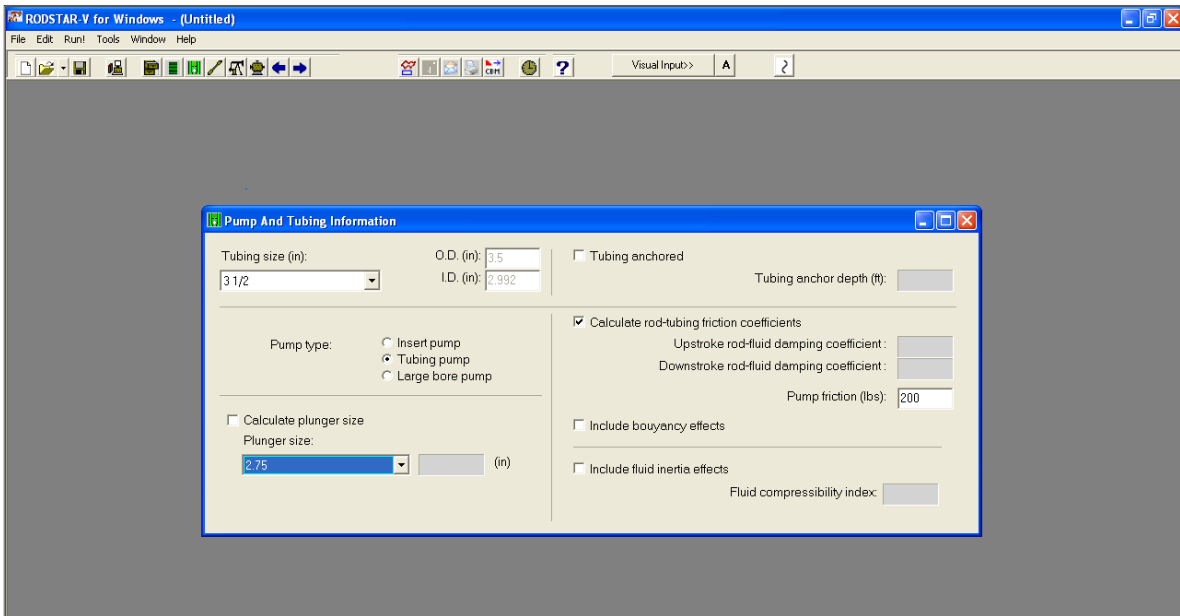 RODSTAR-V for Windows - (Untitled)
File Edit Run! Tools Window Help
CBM ? Visual Input>> A
Pump And Tubing Information
Tubing size (in):
3 1/2
O.D. (in): 3.5
I.D. (in): 2.992
Pump type:
Insert pump
Tubing pump
Large bore pump
Calculate plunger size
Plunger size:
2.75 (in)
Tubing anchored
Tubing anchor depth (ft):
Calculate rod-tubing friction coefficients
Upstroke rod-fluid damping coefficient :
Downstroke rod-fluid damping coefficient :
Pump friction (lbs): 200
Include bouyancy effects
Include fluid inertia effects
Fluid compressibility index: